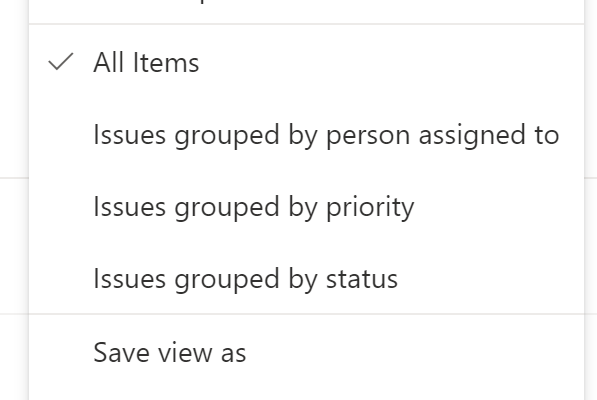 All Items
Issues grouped by person assigned to
Issues grouped by priority
Issues grouped by status
Save view as